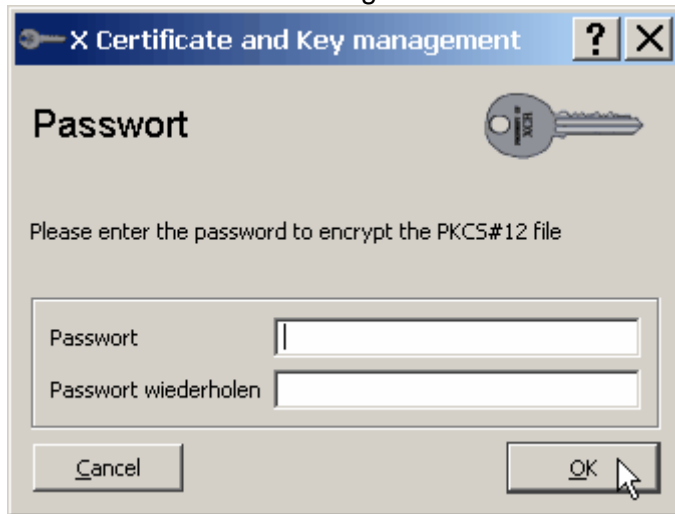 X Certificate and Key management
Passwort
Please enter the password to encrypt the PKCS#12 file
Passwort
Passwort wiederholen
Cancel
OK